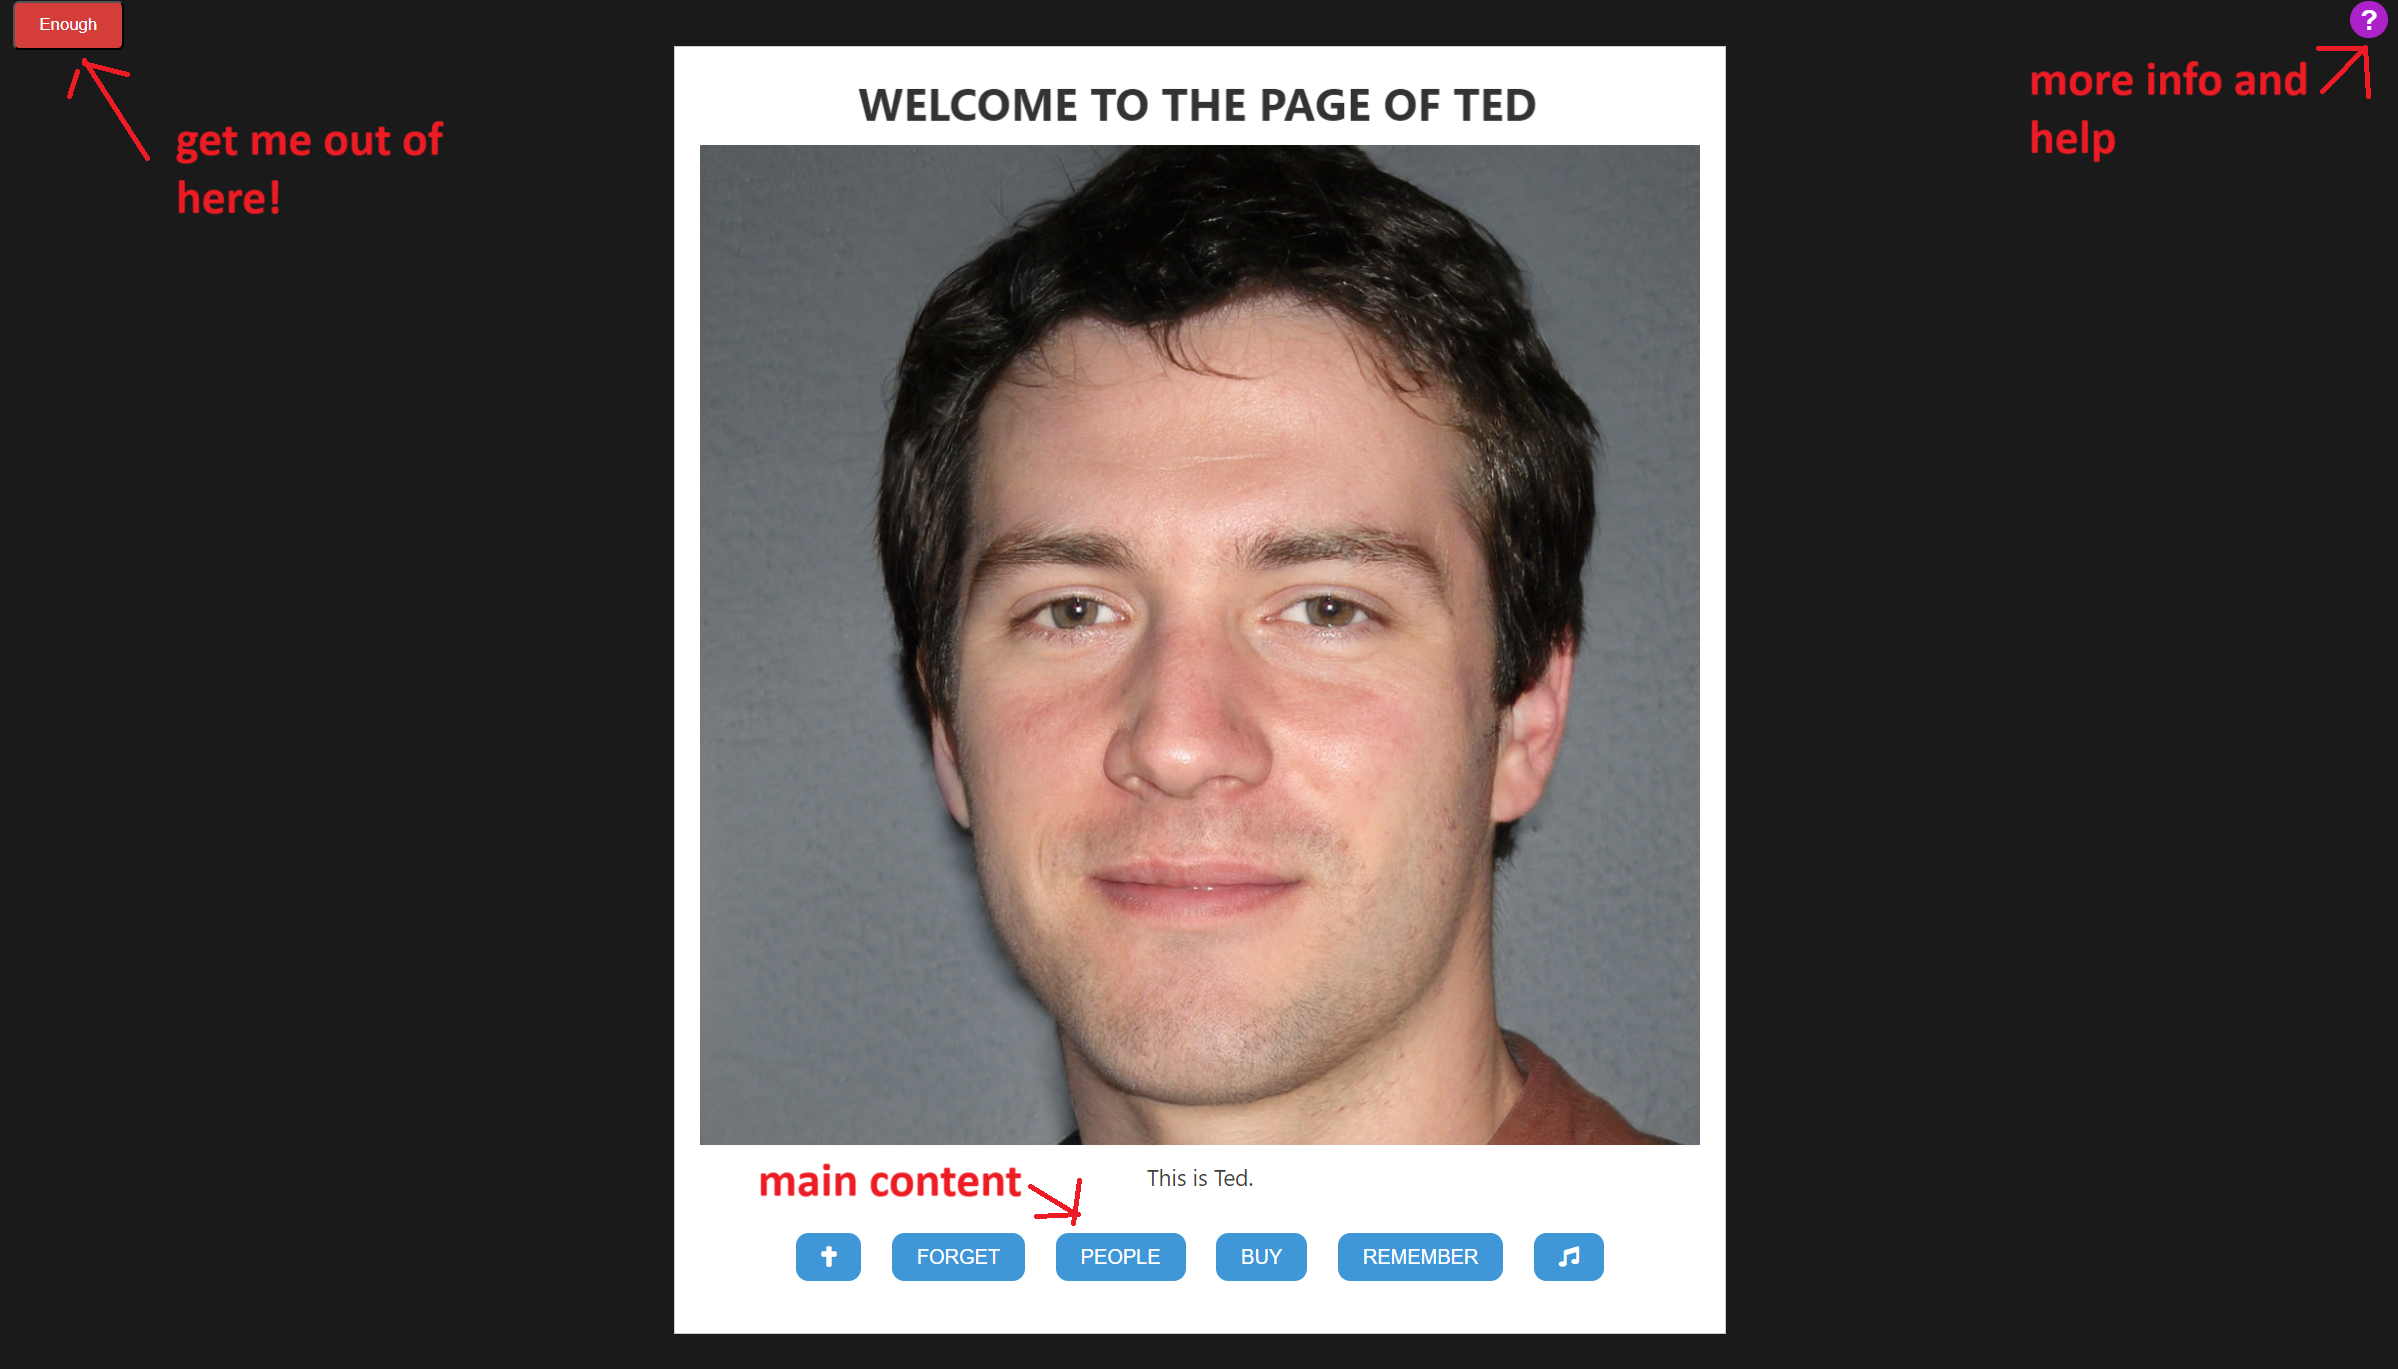 Enough
?
get me out of
here!
more info and
help
WELCOME TO THE PAGE OF TED
main content
This is Ted.
FORGET
PEOPLE
BUY
REMEMBER